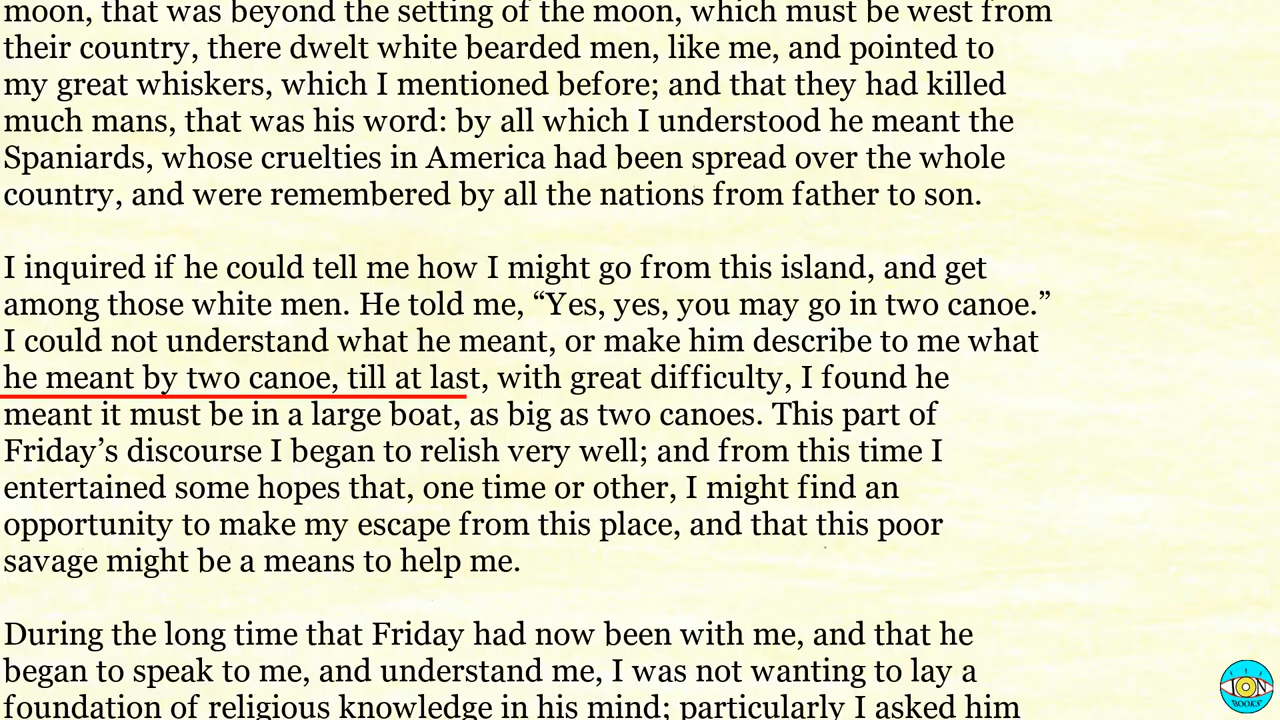 moon, that was beyond the setting of the moon, which must be west from
their country, there dwelt white bearded men, like me, and pointed to
my great whiskers, which I mentioned before; and that they had killed
much mans, that was his word: by all which I understood he meant the
Spaniards, whose cruelties in America had been spread over the whole
country, and were remembered by all the nations from father to son.
I inquired if he could tell me how I might go from this island, and get
among those white men. He told me, “Yes, yes, you may go in two canoe.”
I could not understand what he meant, or make him describe to me what
he meant by two canoe, till at last, with great difficulty, I found he
meant it must be in a large boat, as big as two canoes. This part of
Friday’s discourse I began to relish very well; and from this time I
entertained some hopes that, one time or other, I might find an
opportunity to make my escape from this place, and that this poor
savage might be a means to help me.
During the long time that Friday had now been with me, and that he
began to speak to me, and understand me, I was not wanting to lay a
foundation of religious knowledge in his mind; particularly I asked him
ION
BOOKS